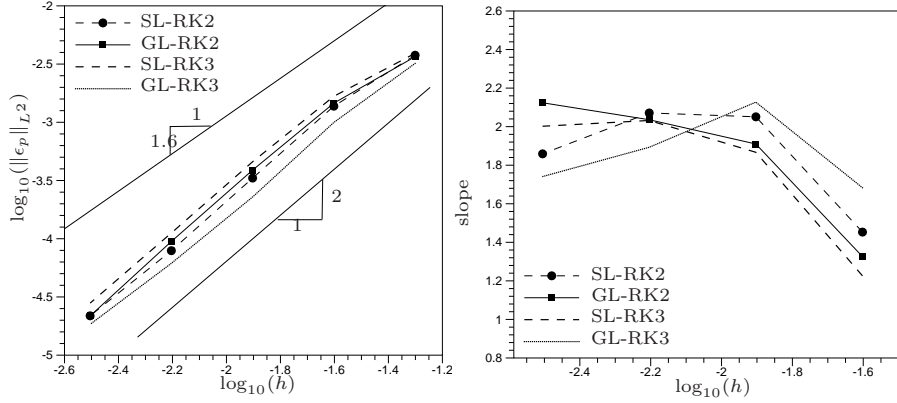 -2
-2.5
-3
-3.5
-4
-4.5
-5
log₁₀(‖ϵₚ‖_{L²})
SL-RK2
GL-RK2
SL-RK3
GL-RK3
1
1.6
2
1
-2.6 -2.4 -2.2 -2 -1.8 -1.6 -1.4 -1.2
log₁₀(h)
2.6
2.4
2.2
2
1.8
1.6
1.4
1.2
1
0.8
slope
SL-RK2
GL-RK2
SL-RK3
GL-RK3
-2.4 -2.2 -2 -1.8 -1.6
log₁₀(h)